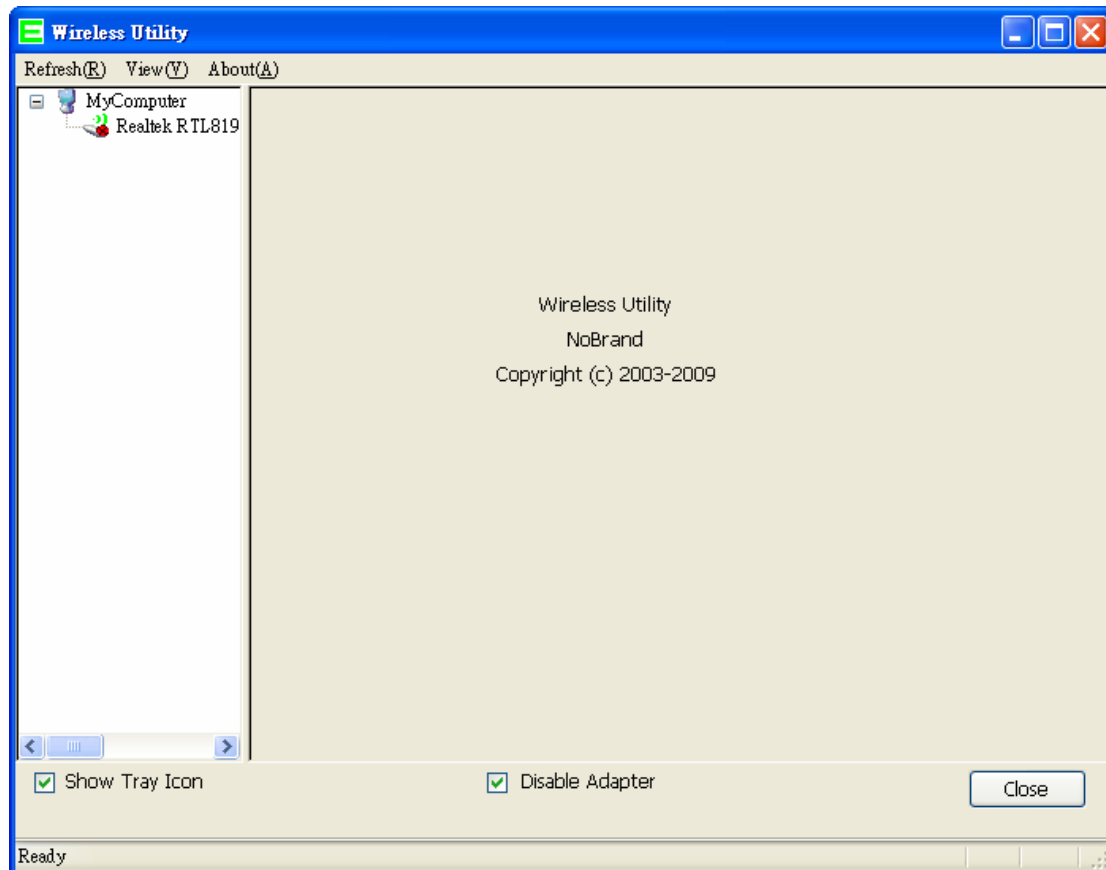 Wireless Utility
Refresh(R) View(V) About(A)
MyComputer
Realtek RTL819
Wireless Utility
NoBrand
Copyright (c) 2003-2009
Show Tray Icon
Disable Adapter
Close
Ready